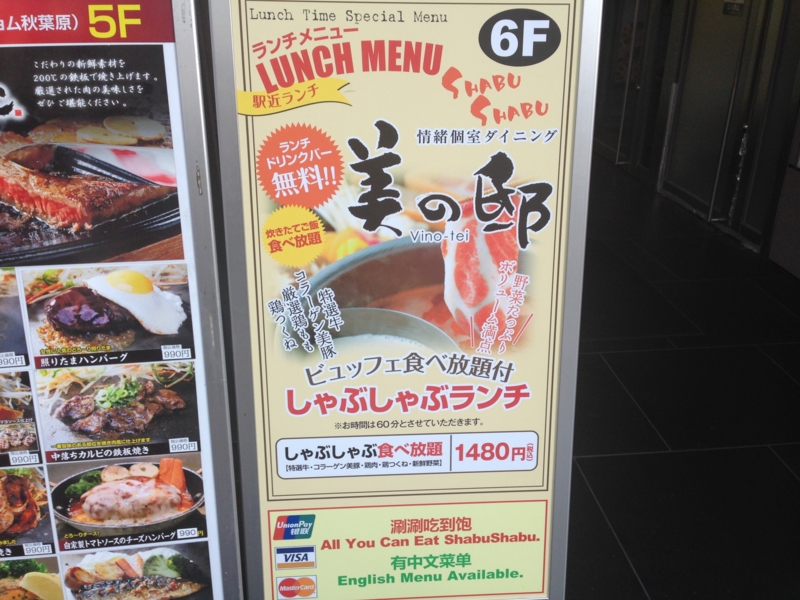 ョム秋葉原) 5F
こだわりの新鮮素材を
200℃の鉄板で焼き上げます。
厳選された肉の美味しさを
ぜひご堪能ください。
照りたまハンバーグ
990円
990円
中落ちカルビの鉄板焼き
990円
990円
自家製トマトソースのチーズハンバーグ
990円
Lunch Time Special Menu
6F
ランチメニュー
LUNCH MENU
駅近ランチ
SHABU
SHABU
情緒個室ダイニング
ランチ
ドリンクバー
無料!!
美の邸
Vino-tei
炊きたてご飯
食べ放題
特選牛
コラーゲン美豚
厳選鶏もも
鶏つくね
野菜たっぷり
ボリューム満点
ビュッフェ食べ放題付
しゃぶしゃぶランチ
※お時間は60分とさせていただきます。
しゃぶしゃぶ食べ放題
【特選牛・コラーゲン美豚・鶏肉・鶏つくね・新鮮野菜】
1480円(税込)
UnionPay
银联
VISA
MasterCard
涮涮吃到饱
All You Can Eat ShabuShabu.
有中文菜单
English Menu Available.